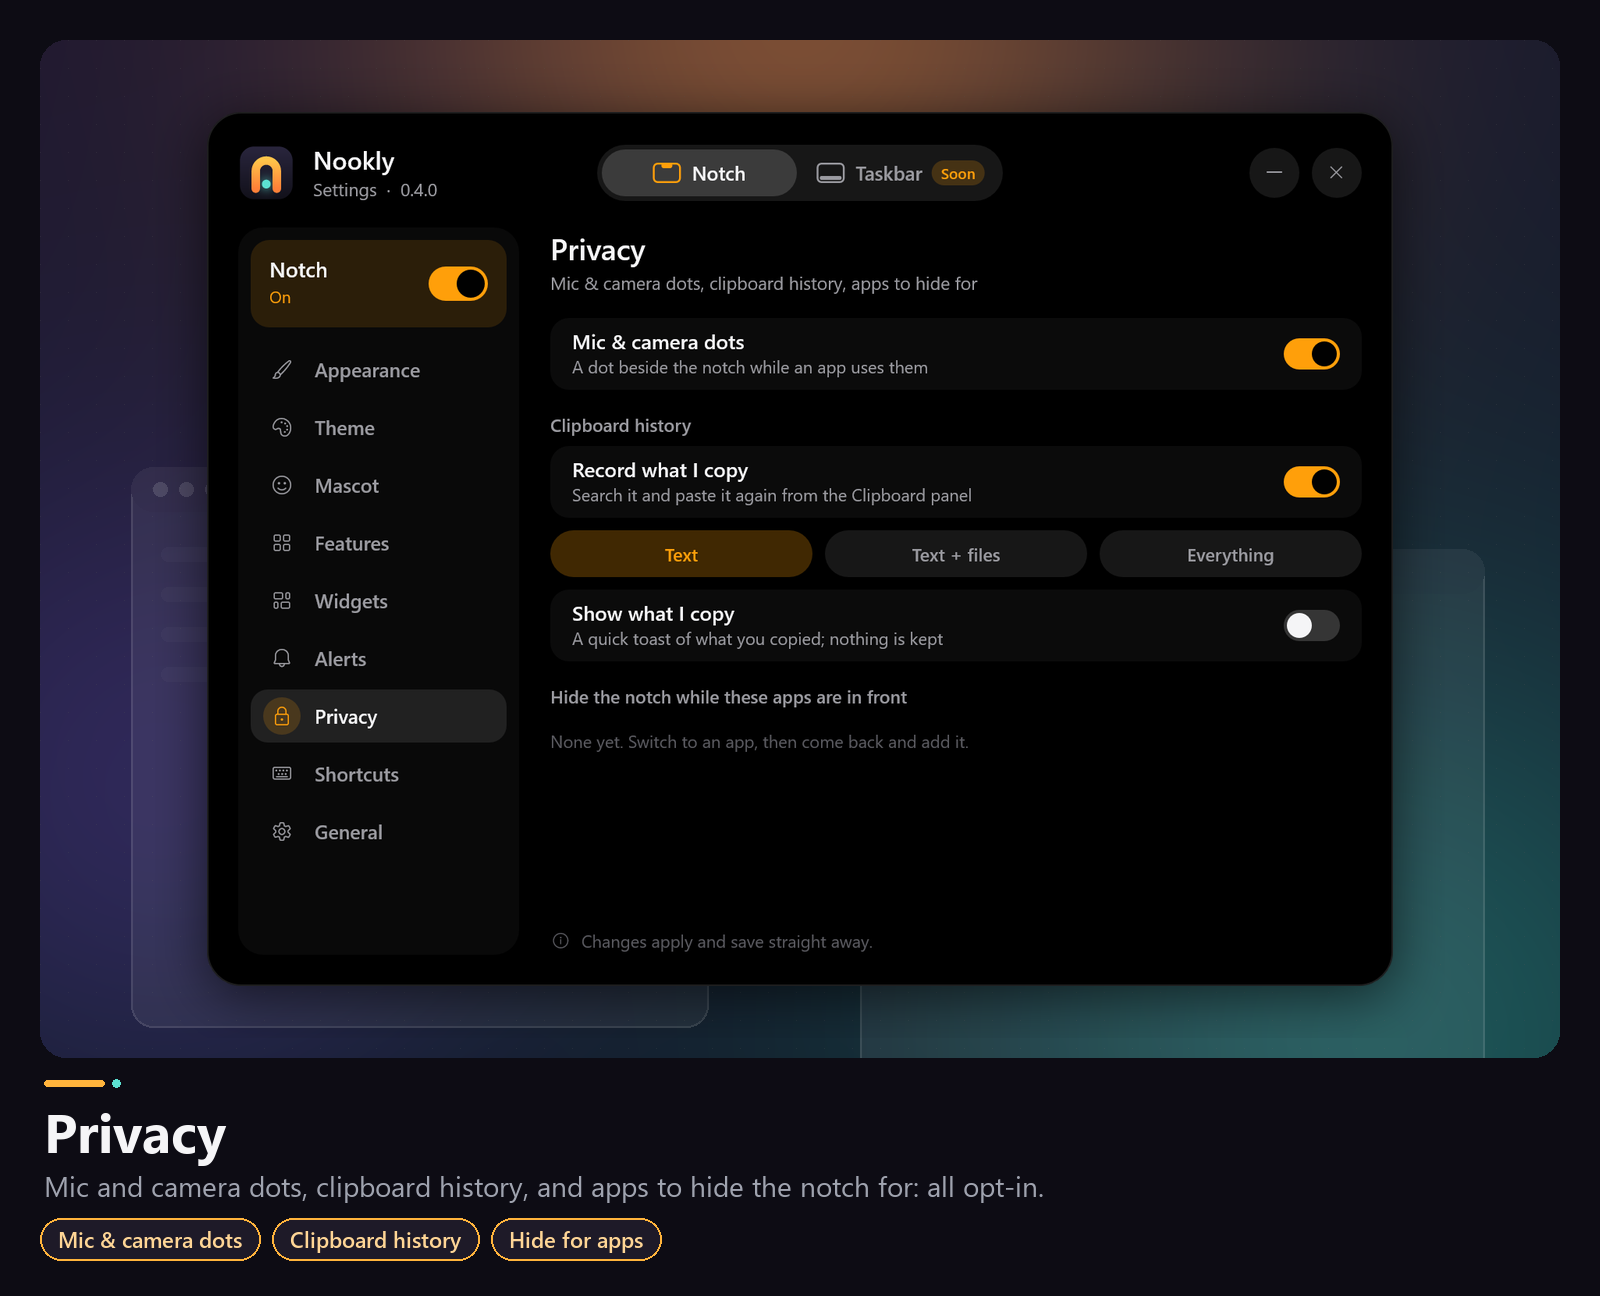 Nookly
Settings · 0.4.0
Notch
Taskbar Soon
Notch
On
Appearance
Theme
Mascot
Features
Widgets
Alerts
Privacy
Shortcuts
General
Privacy
Mic & camera dots, clipboard history, apps to hide for
Mic & camera dots
A dot beside the notch while an app uses them
Clipboard history
Record what I copy
Search it and paste it again from the Clipboard panel
Text
Text + files
Everything
Show what I copy
A quick toast of what you copied; nothing is kept
Hide the notch while these apps are in front
None yet. Switch to an app, then come back and add it.
Changes apply and save straight away.
Privacy
Mic and camera dots, clipboard history, and apps to hide the notch for: all opt-in.
Mic & camera dots
Clipboard history
Hide for apps